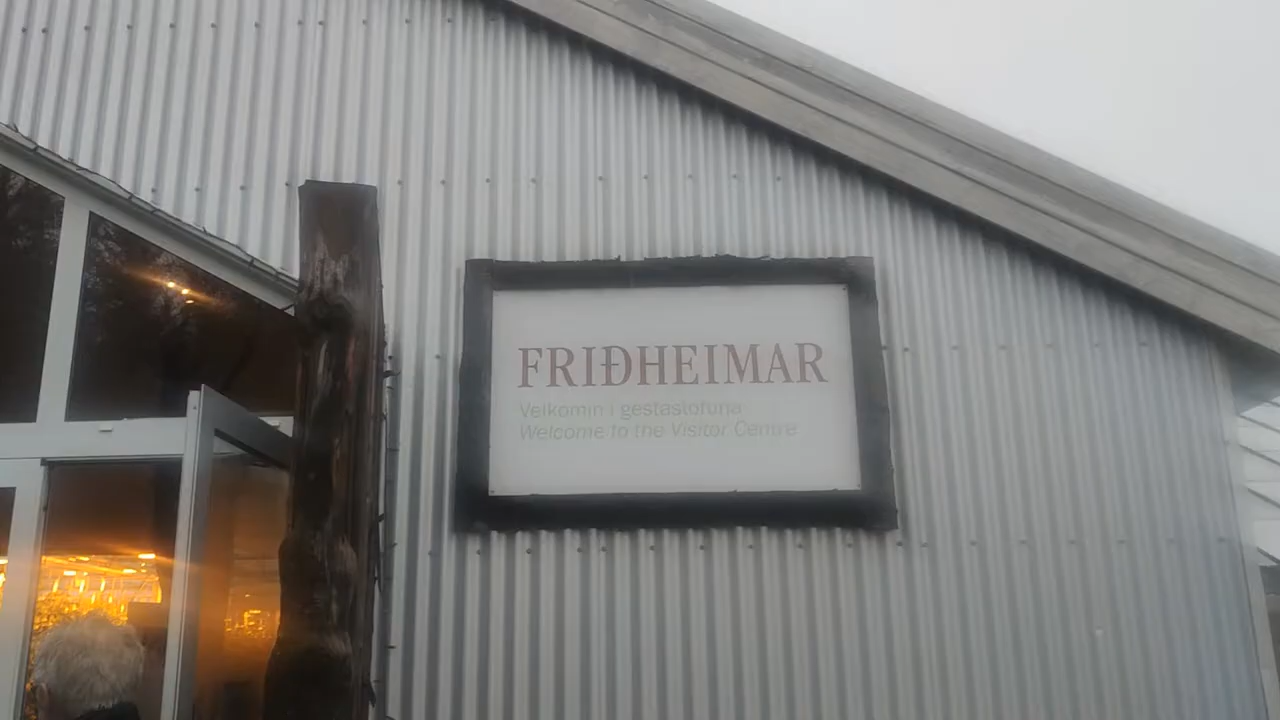 FRIÐHEIMAR
Velkomin í gestastofuna
Welcome to the Visitor Centre